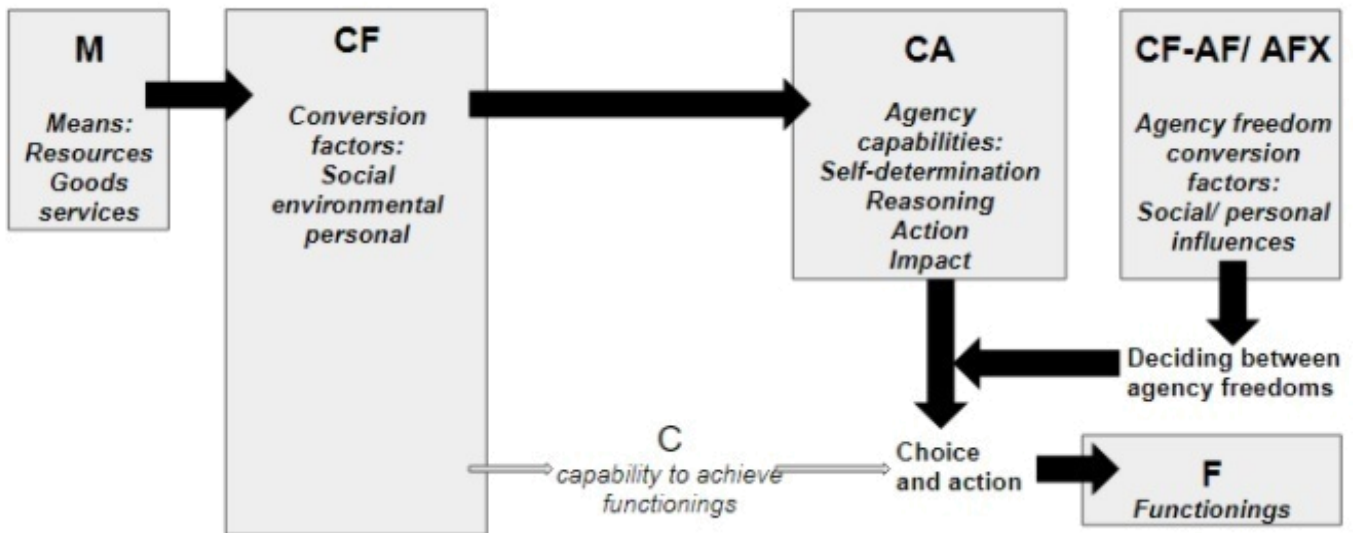 M
Means:
Resources
Goods
services
CF
Conversion
factors:
Social
environmental
personal
CA
Agency
capabilities:
Self-determination
Reasoning
Action
Impact
CF-AF/ AFX
Agency freedom
conversion
factors:
Social/ personal
influences
Deciding between
agency freedoms
C
capability to achieve
functionings
Choice
and action
F
Functionings